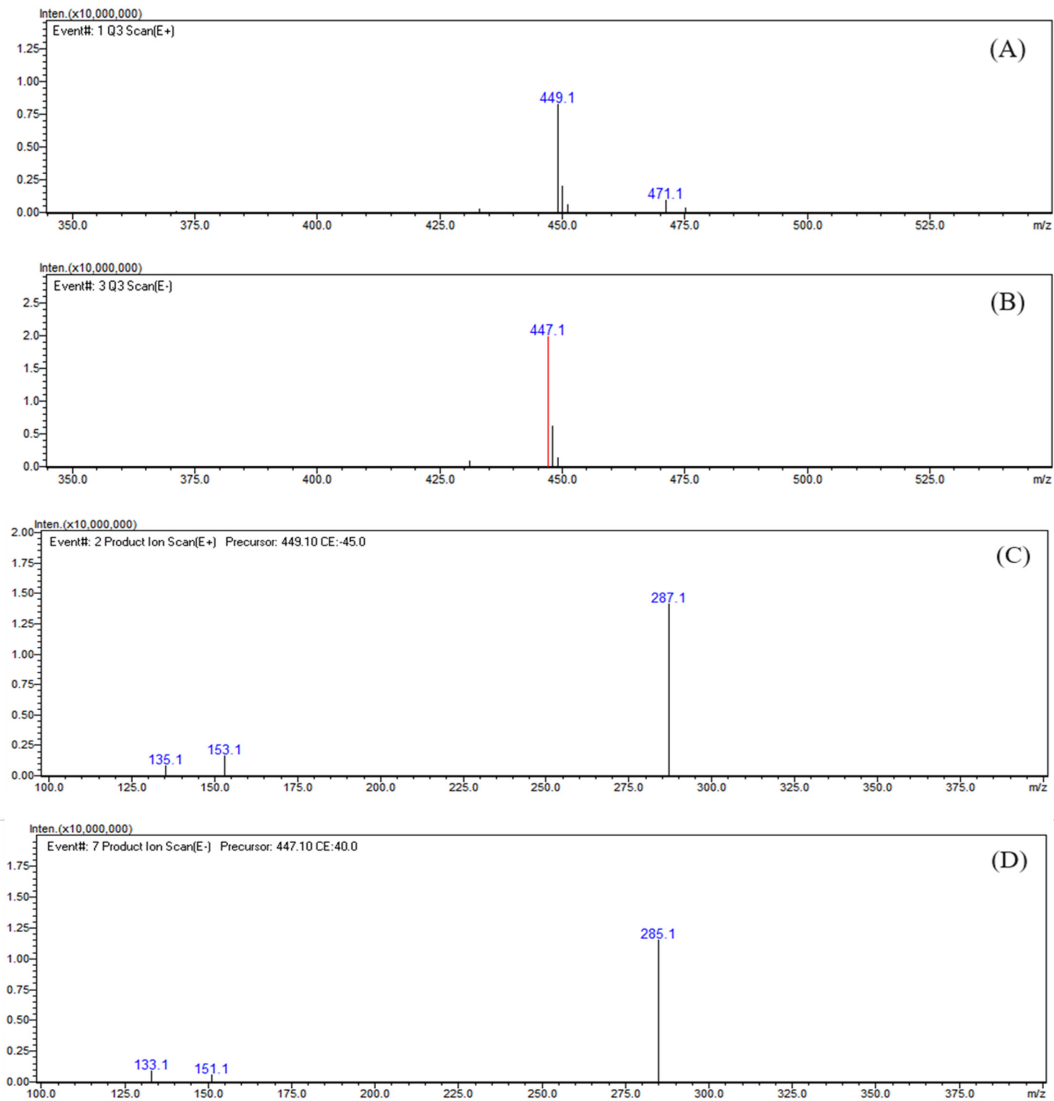 Inten.(x10,000,000)
Event#: 1 Q3 Scan(E+)
(A)
1.25
1.00
0.75
0.50
0.25
0.00
449.1
471.1
350.0 375.0 400.0 425.0 450.0 475.0 500.0 525.0 m/z
Inten.(x10,000,000)
Event#: 3 Q3 Scan(E-)
(B)
2.5
2.0
1.5
1.0
0.5
0.0
447.1
350.0 375.0 400.0 425.0 450.0 475.0 500.0 525.0 m/z
Inten.(x10,000,000)
Event#: 2 Product Ion Scan(E+) Precursor: 449.10 CE:-45.0
(C)
2.00
1.75
1.50
1.25
1.00
0.75
0.50
0.25
0.00
287.1
153.1
135.1
100.0 125.0 150.0 175.0 200.0 225.0 250.0 275.0 300.0 325.0 350.0 375.0 m/z
Inten.(x10,000,000)
Event#: 7 Product Ion Scan(E-) Precursor: 447.10 CE:40.0
(D)
1.75
1.50
1.25
1.00
0.75
0.50
0.25
0.00
285.1
133.1
151.1
100.0 125.0 150.0 175.0 200.0 225.0 250.0 275.0 300.0 325.0 350.0 375.0 m/z